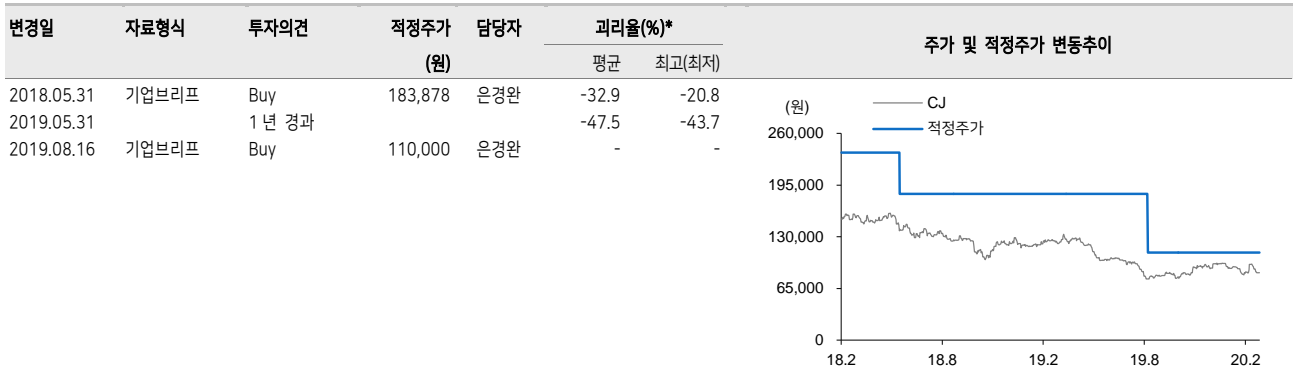 변경일 자료형식 투자의견 적정주가 담당자 괴리율(%)* 주가 및 적정주가 변동추이
(원) 평균 최고(최저)
2018.05.31 기업브리프 Buy 183,878 은경완 -32.9 -20.8
2019.05.31 1년 경과 -47.5 -43.7
2019.08.16 기업브리프 Buy 110,000 은경완 - -
(원) CJ
적정주가
260,000
195,000
130,000
65,000
0
18.2 18.8 19.2 19.8 20.2